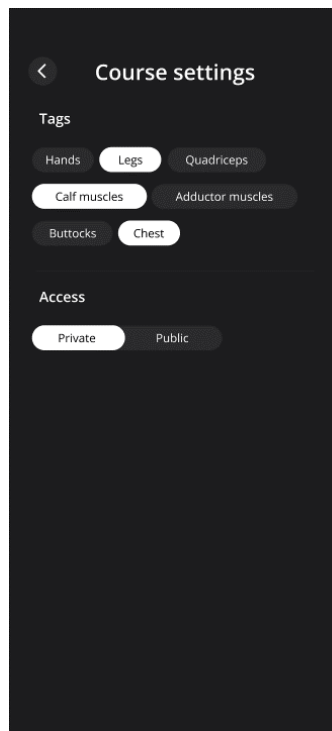 Course settings
Tags
Hands Legs Quadriceps
Calf muscles Adductor muscles
Buttocks Chest
Access
Private Public